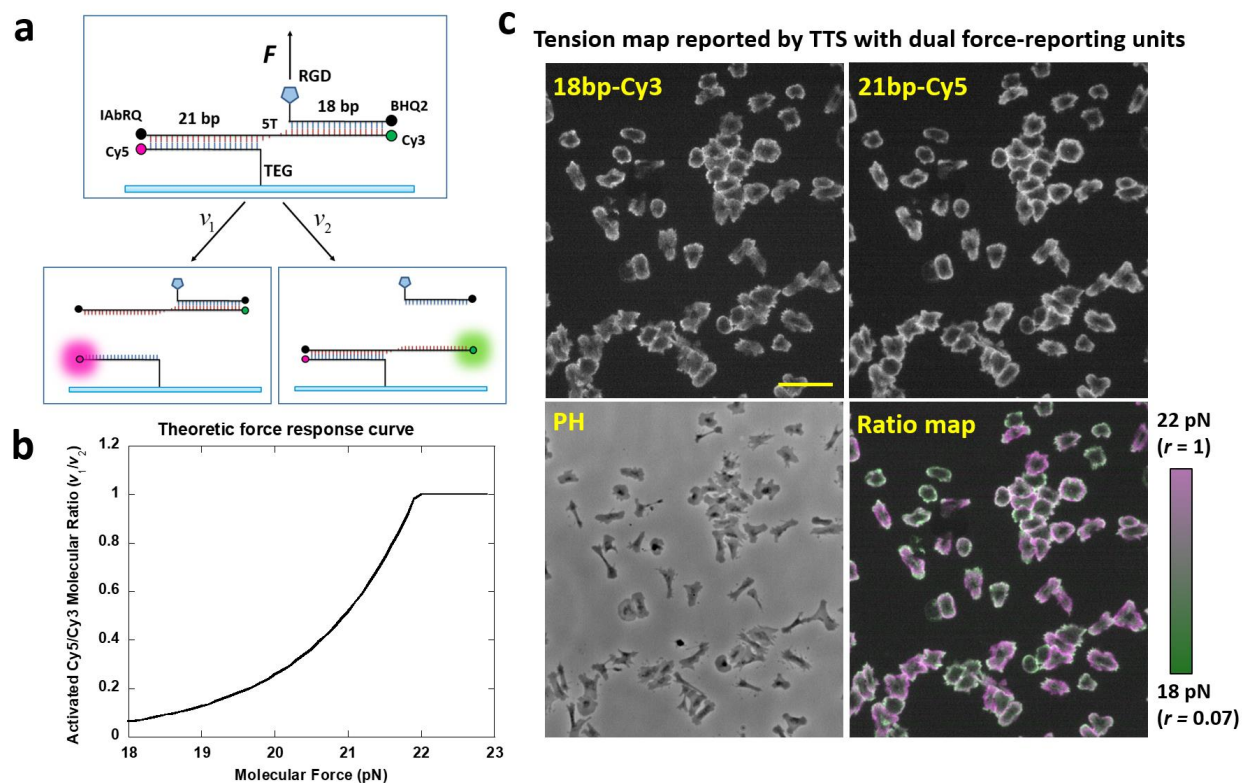 a
F
RGD
IAbRQ
21 bp
5T
18 bp
BHQ2
Cy5
Cy3
TEG
v1
v2
b
Theoretic force response curve
Activated Cy5/Cy3 Molecular Ratio (v1/v2)
1.2
1
0.8
0.6
0.4
0.2
0
18
19
20
21
22
23
Molecular Force (pN)
c
Tension map reported by TTS with dual force-reporting units
18bp-Cy3
21bp-Cy5
PH
Ratio map
22 pN
(r = 1)
18 pN
(r = 0.07)